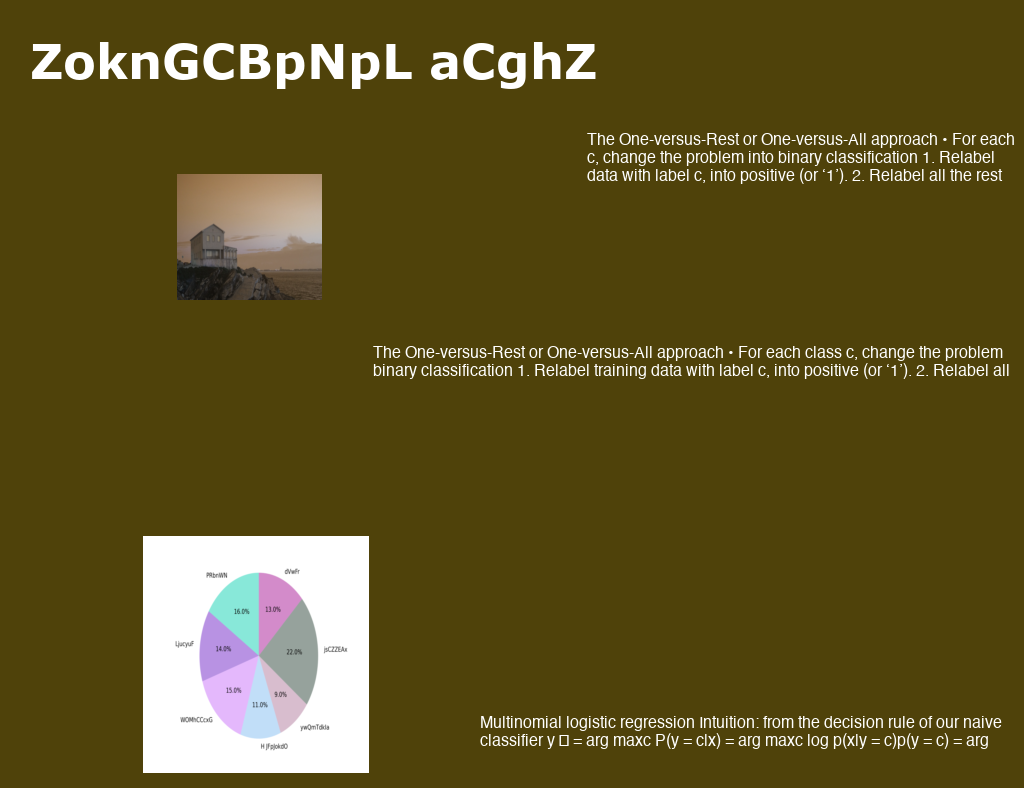 ZoknGCBpNpL aCghZ
The One-versus-Rest or One-versus-All approach • For each
c, change the problem into binary classification 1. Relabel
data with label c, into positive (or ‘1’). 2. Relabel all the rest
The One-versus-Rest or One-versus-All approach • For each class c, change the problem
binary classification 1. Relabel training data with label c, into positive (or ‘1’). 2. Relabel all
dVwFr
PRbnWN
16.0%
13.0%
LjucyuF
14.0%
22.0%
jsCZZEAx
15.0%
9.0%
11.0%
WOMhCCcxG
ywQmTdkIa
H JFpJokdO
Multinomial logistic regression Intuition: from the decision rule of our naive
classifier y = arg maxc P(y = c|x) = arg maxc log p(x|y = c)p(y = c) = arg